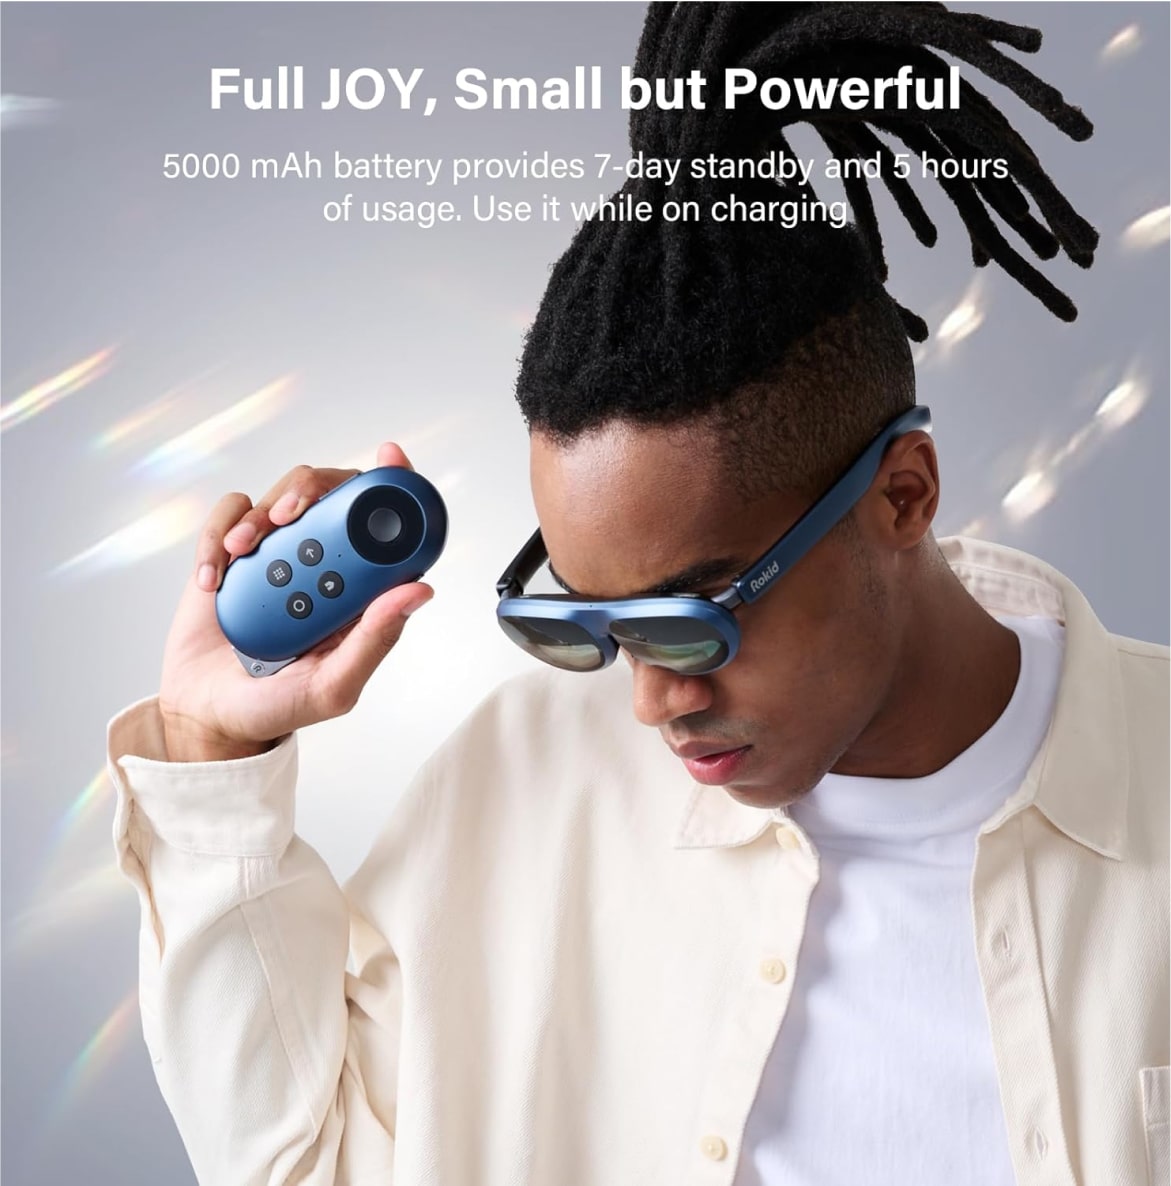 Full JOY, Small but Powerful
5000 mAh battery provides 7-day standby and 5 hours
of usage. Use it while on charging
Rokid
R